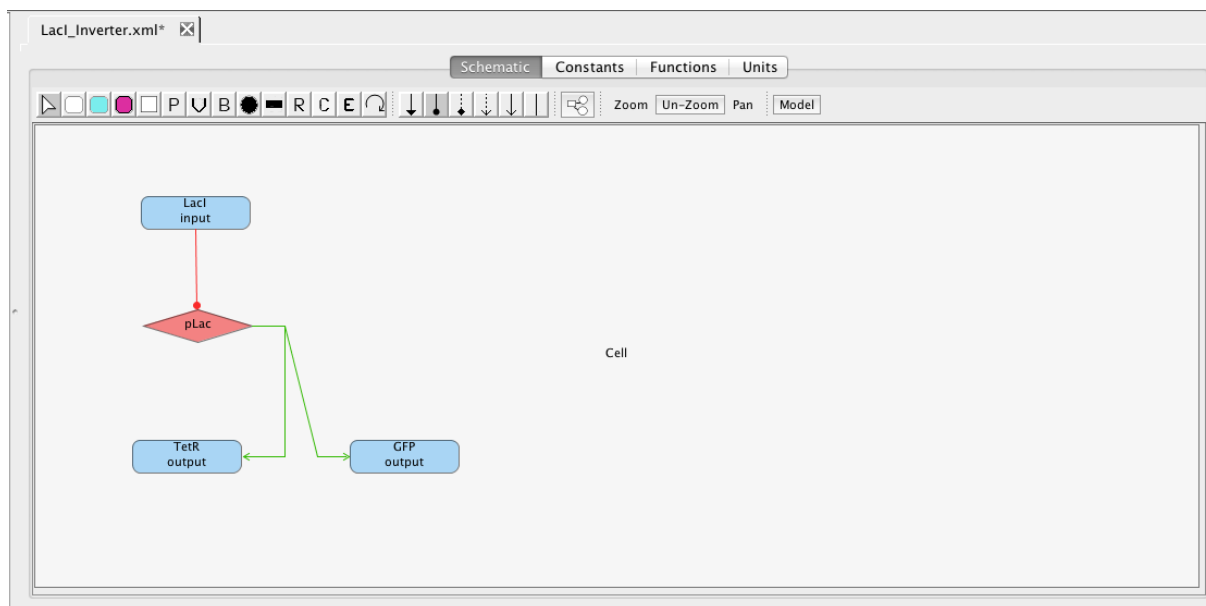 LacI_Inverter.xml*
Schematic Constants Functions Units
P V B R C E Zoom Un-Zoom Pan Model
LacI
input
pLac
Cell
TetR
output
GFP
output